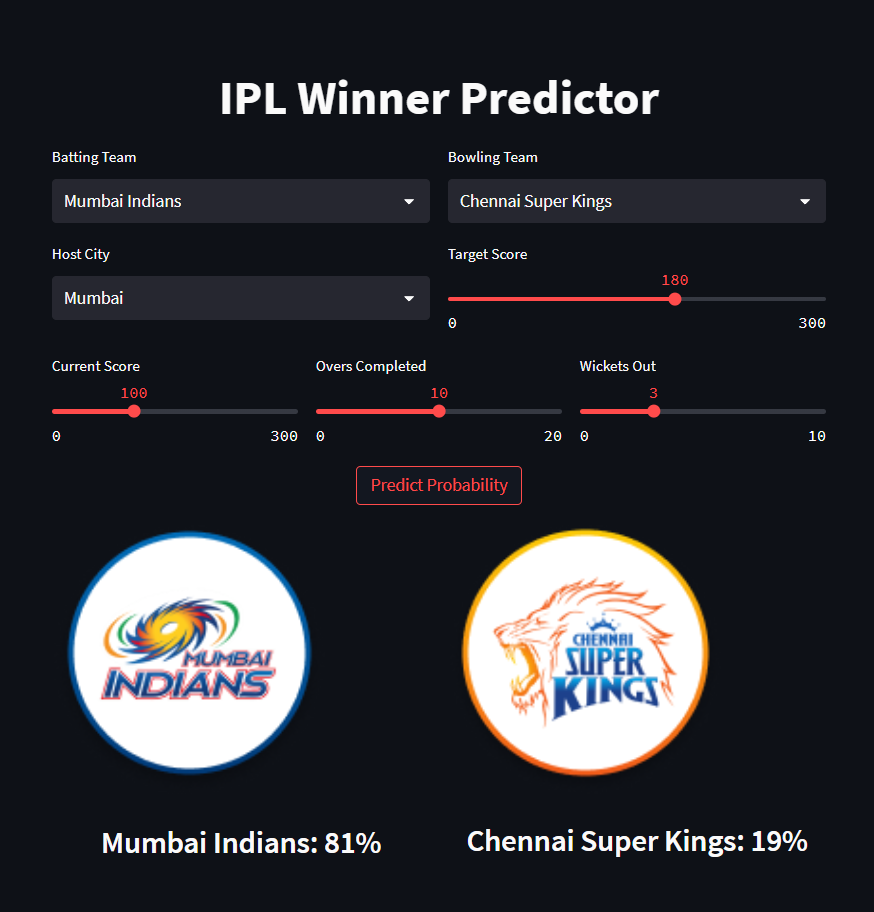 IPL Winner Predictor
Batting Team
Bowling Team
Mumbai Indians
Chennai Super Kings
Host City
Target Score
Mumbai
180
0
300
Current Score
Overs Completed
Wickets Out
100
10
3
0
300
0
20
0
10
Predict Probability
MUMBAI
INDIANS
CHENNAI
SUPER
KINGS
Mumbai Indians: 81%
Chennai Super Kings: 19%